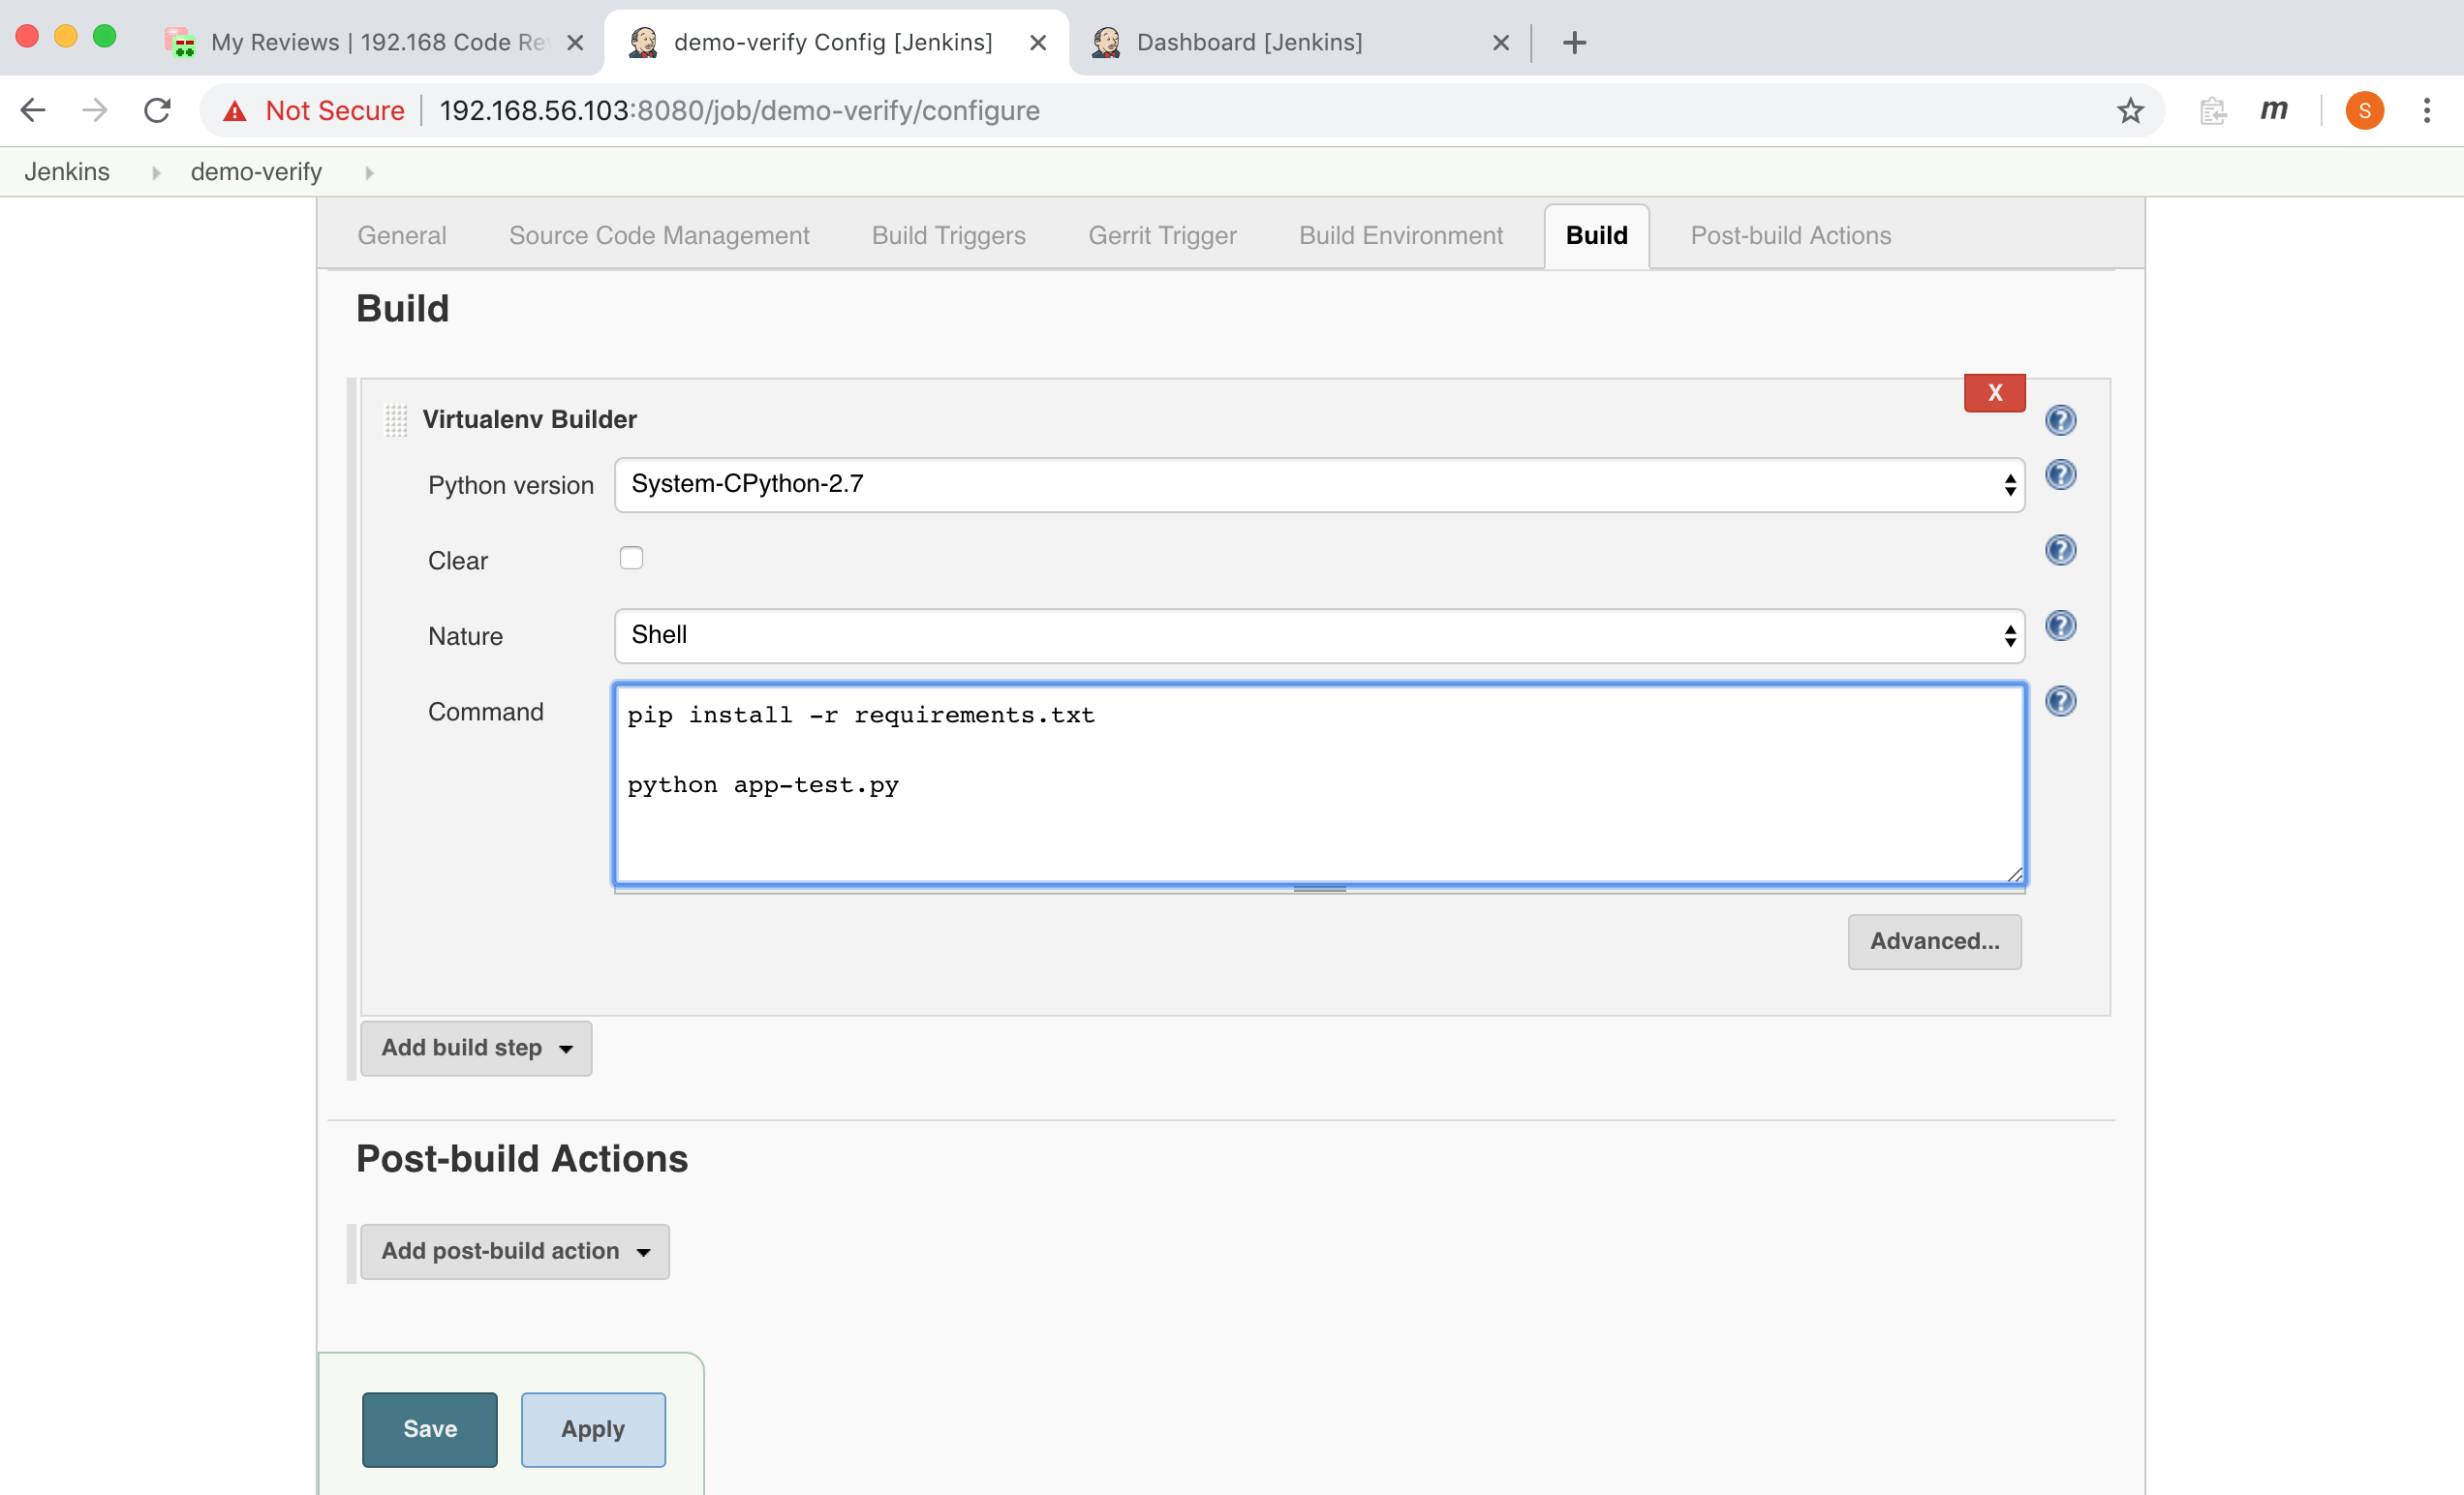 My Reviews | 192.168 Code Re
demo-verify Config [Jenkins]
Dashboard [Jenkins]
Not Secure
192.168.56.103:8080/job/demo-verify/configure
m
S
Jenkins
demo-verify
General
Source Code Management
Build Triggers
Gerrit Trigger
Build Environment
Build
Post-build Actions
Build
X
Virtualenv Builder
?
Python version
System-CPython-2.7
?
Clear
?
Nature
Shell
?
Command
pip install -r requirements.txt
?
python app-test.py
Advanced...
Add build step
Post-build Actions
Add post-build action
Save
Apply